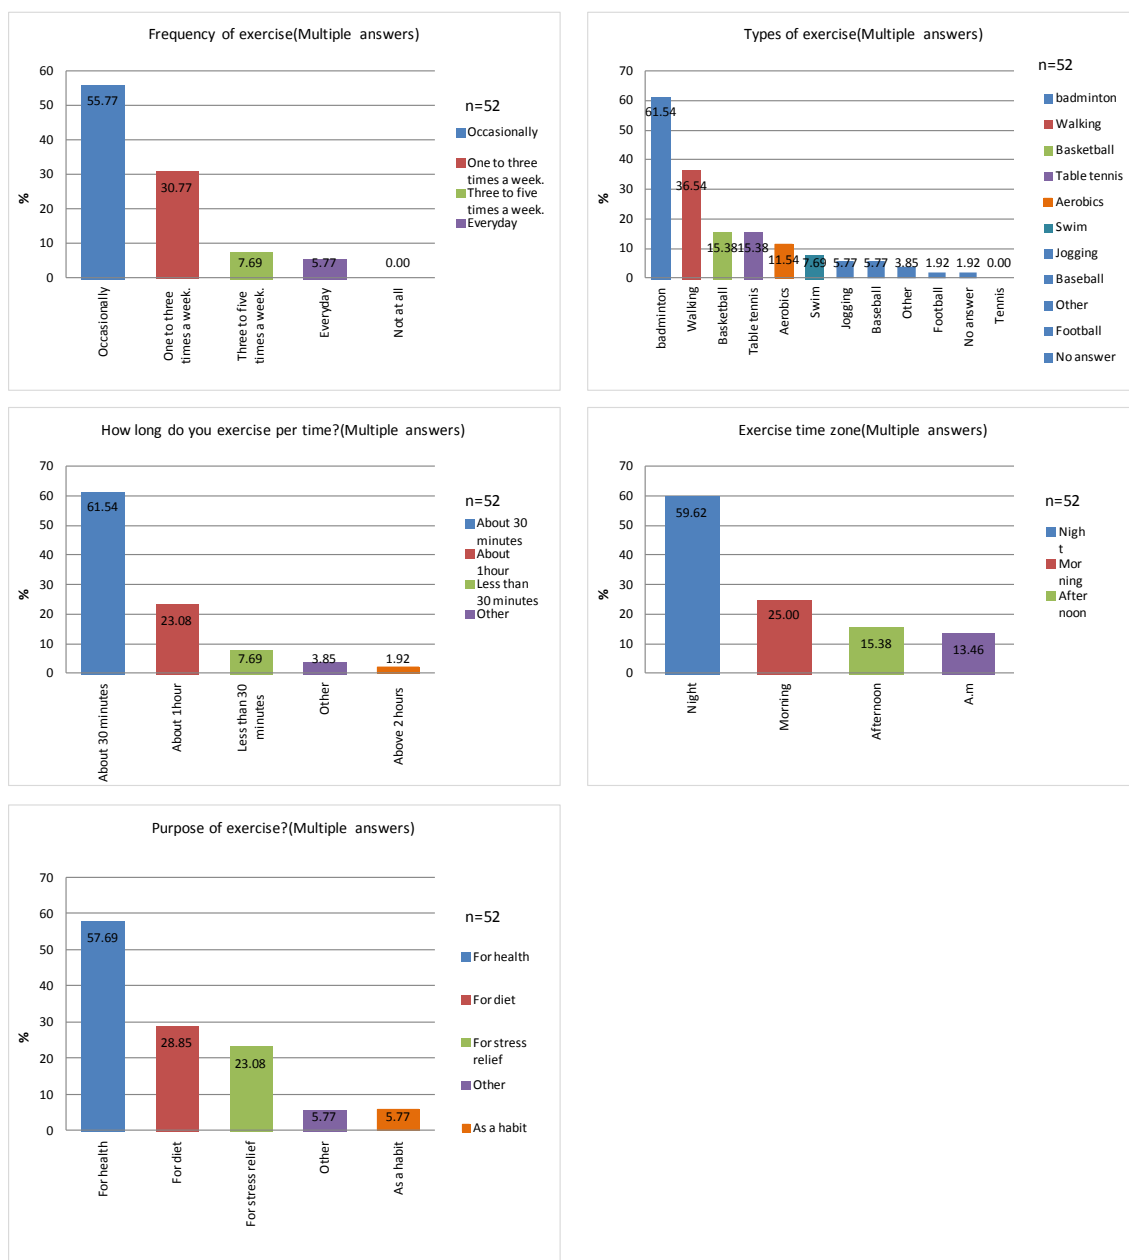 Frequency of exercise(Multiple answers)
60
50
40
30
20
10
0
%
55.77
30.77
7.69
5.77
0.00
Occasionally
One to three
times a week.
Three to five
times a week.
Everyday
Not at all
n=52
Occasionally
One to three
times a week.
Three to five
times a week.
Everyday
Types of exercise(Multiple answers)
70
60
50
40
30
20
10
0
%
61.54
36.54
15.38
15.38
11.54
7.69
5.77
5.77
3.85
1.92
1.92
0.00
badminton
Walking
Basketball
Table tennis
Aerobics
Swim
Jogging
Baseball
Other
Football
No answer
Tennis
n=52
badminton
Walking
Basketball
Table tennis
Aerobics
Swim
Jogging
Baseball
Other
Football
No answer
How long do you exercise per time?(Multiple answers)
70
60
50
40
30
20
10
0
%
61.54
23.08
7.69
3.85
1.92
About 30 minutes
About 1hour
Less than 30
minutes
Other
Above 2 hours
n=52
About 30
minutes
About
1hour
Less than
30 minutes
Other
Exercise time zone(Multiple answers)
70
60
50
40
30
20
10
0
%
59.62
25.00
15.38
13.46
Night
Morning
Afternoon
A.m
n=52
Nigh
t
Mor
ning
After
noon
Purpose of exercise?(Multiple answers)
70
60
50
40
30
20
10
0
%
57.69
28.85
23.08
5.77
5.77
For health
For diet
For stress relief
Other
As a habit
n=52
For health
For diet
For stress
relief
Other
As a habit